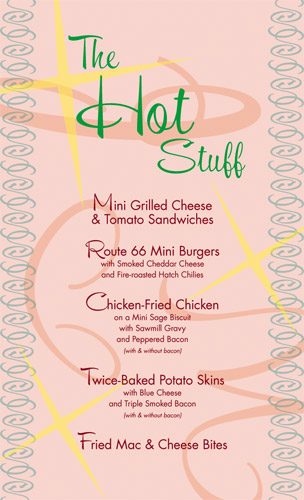 The
Hot
Stuff
Mini Grilled Cheese
& Tomato Sandwiches
Route 66 Mini Burgers
with Smoked Cheddar Cheese
and Fire-roasted Hatch Chilies
Chicken-Fried Chicken
on a Mini Sage Biscuit
with Sawmill Gravy
and Peppered Bacon
(with & without bacon)
Twice-Baked Potato Skins
with Blue Cheese
and Triple Smoked Bacon
(with & without bacon)
Fried Mac & Cheese Bites